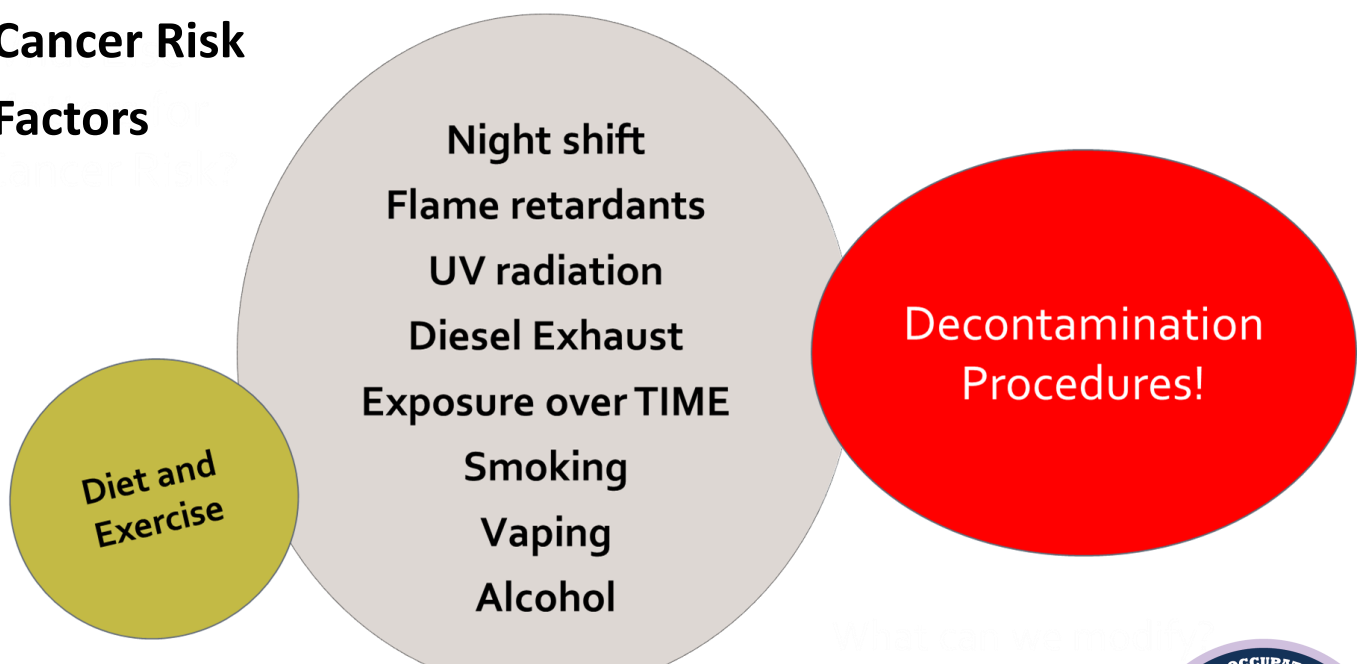 Cancer Risk
Factors
Night shift
Flame retardants
UV radiation
Diesel Exhaust
Exposure over TIME
Smoking
Vaping
Alcohol
Diet and
Exercise
Decontamination
Procedures!